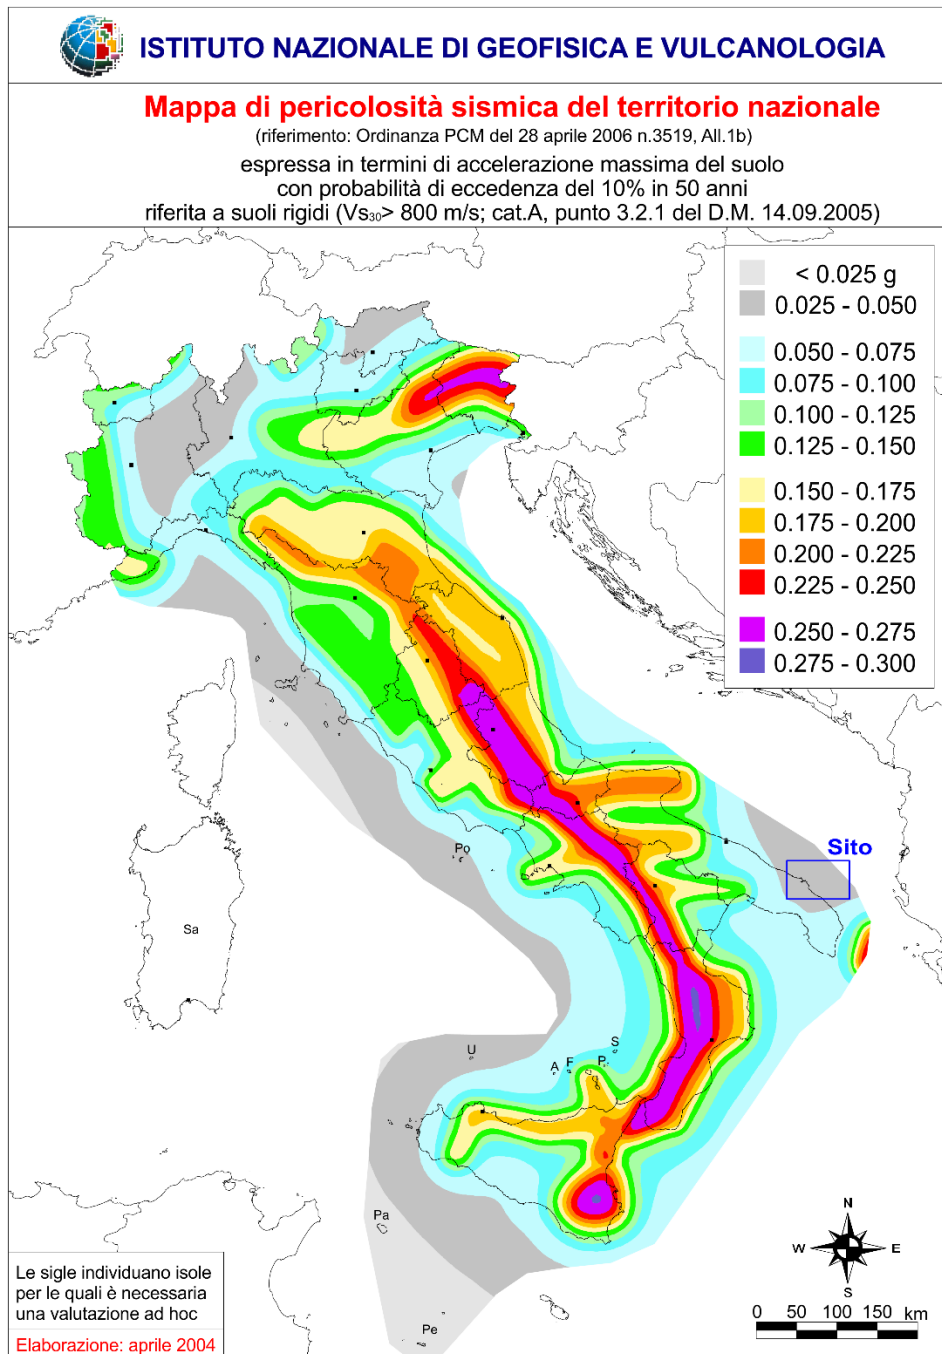 ISTITUTO NAZIONALE DI GEOFISICA E VULCANOLOGIA
Mappa di pericolosità sismica del territorio nazionale
(riferimento: Ordinanza PCM del 28 aprile 2006 n.3519, All.1b)
espressa in termini di accelerazione massima del suolo
con probabilità di eccedenza del 10% in 50 anni
riferita a suoli rigidi (Vs₃₀> 800 m/s; cat.A, punto 3.2.1 del D.M. 14.09.2005)
< 0.025 g
0.025 - 0.050
0.050 - 0.075
0.075 - 0.100
0.100 - 0.125
0.125 - 0.150
0.150 - 0.175
0.175 - 0.200
0.200 - 0.225
0.225 - 0.250
0.250 - 0.275
0.275 - 0.300
Sito
Po
Sa
U
A
F
P
S
Pa
Pe
N
W
E
S
0 50 100 150 km
Le sigle individuano isole
per le quali è necessaria
una valutazione ad hoc
Elaborazione: aprile 2004